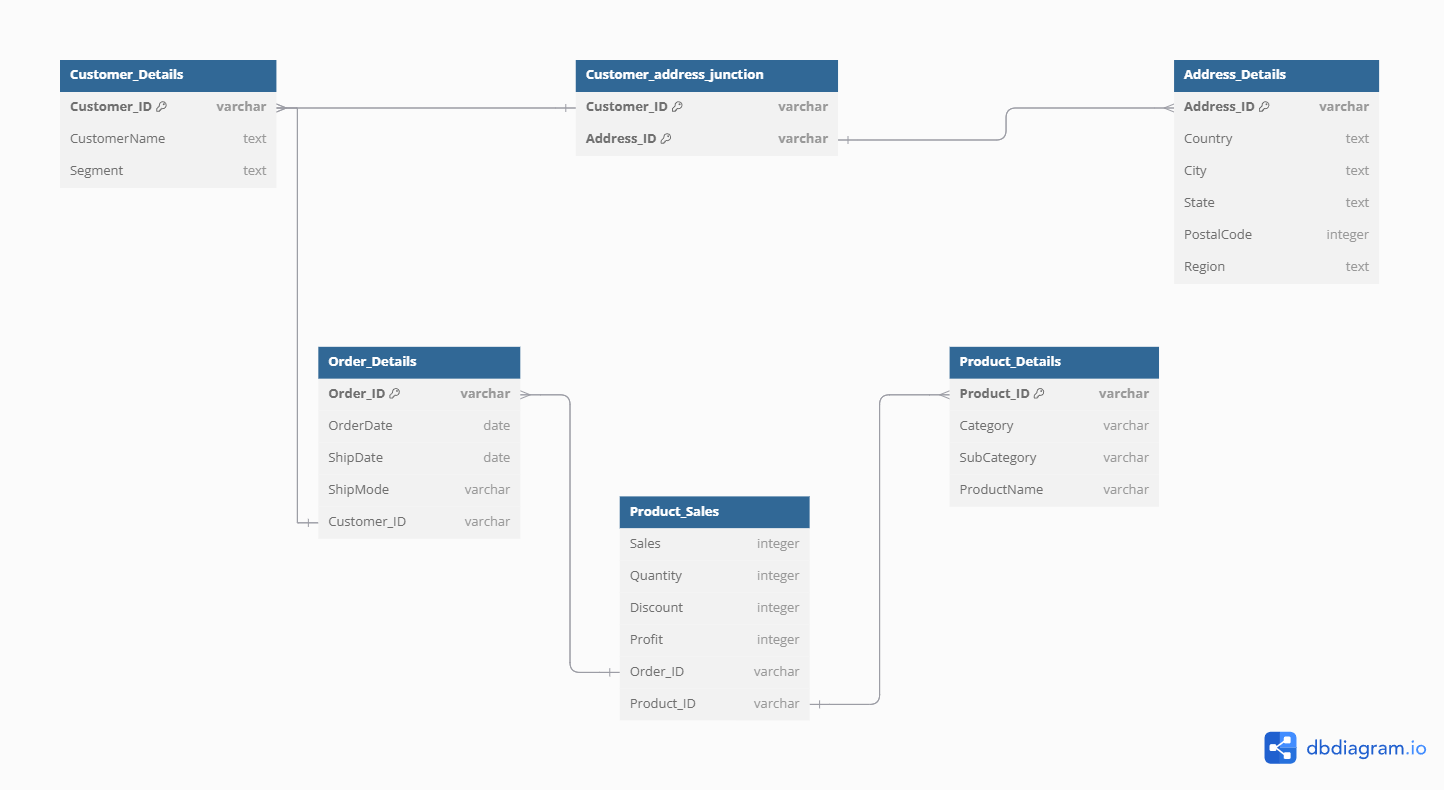 Customer_Details
Customer_ID varchar
CustomerName text
Segment text
Customer_address_junction
Customer_ID varchar
Address_ID varchar
Address_Details
Address_ID varchar
Country text
City text
State text
PostalCode integer
Region text
Order_Details
Order_ID varchar
OrderDate date
ShipDate date
ShipMode varchar
Customer_ID varchar
Product_Sales
Sales integer
Quantity integer
Discount integer
Profit integer
Order_ID varchar
Product_ID varchar
Product_Details
Product_ID varchar
Category varchar
SubCategory varchar
ProductName varchar
dbdiagram.io